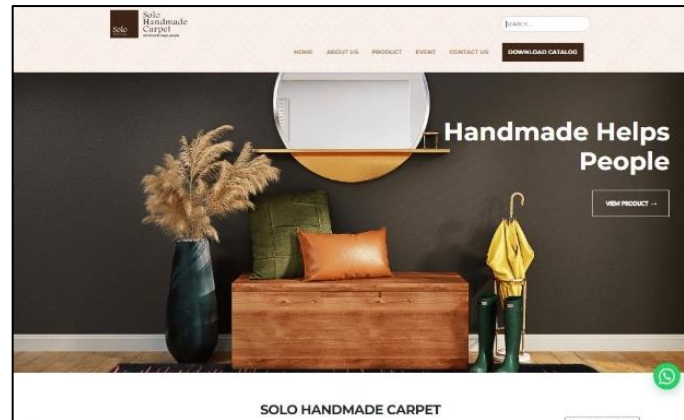 Solo
Solo
Handmade
Carpet
SEARCH...
HOME ABOUT US PRODUCT EVENT CONTACT US DOWNLOAD CATALOG
Handmade Helps
People
VIEW PRODUCT →
SOLO HANDMADE CARPET